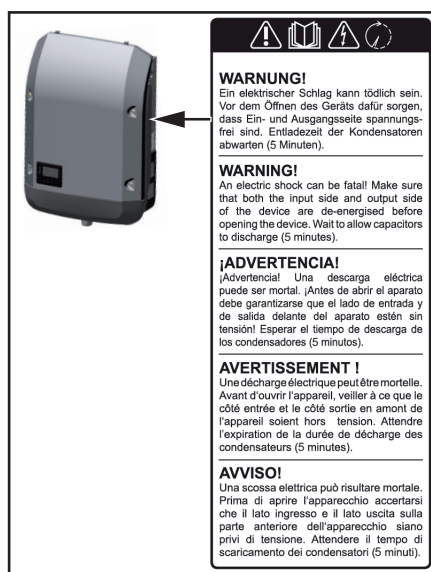 WARNUNG!
Ein elektrischer Schlag kann tödlich sein.
Vor dem Öffnen des Geräts dafür sorgen,
dass Ein- und Ausgangsseite spannungs-
frei sind. Entladezeit der Kondensatoren
abwarten (5 Minuten).
WARNING!
An electric shock can be fatal! Make sure
that both the input side and output side
of the device are de-energised before
opening the device. Wait to allow capacitors
to discharge (5 minutes).
¡ADVERTENCIA!
¡Advertencia! Una descarga eléctrica
puede ser mortal. ¡Antes de abrir el aparato
debe garantizarse que el lado de entrada y
de salida delante del aparato estén sin
tensión! Esperar el tiempo de descarga de
los condensadores (5 minutos).
AVERTISSEMENT !
Une décharge électrique peut être mortelle.
Avant d'ouvrir l'appareil, veiller à ce que le
côté entrée et le côté sortie en amont de
l'appareil soient hors tension. Attendre
l'expiration de la durée de décharge des
condensateurs (5 minutes).
AVVISO!
Una scossa elettrica può risultare mortale.
Prima di aprire l'apparecchio accertarsi
che il lato ingresso e il lato uscita sulla
parte anteriore dell'apparecchio siano
privi di tensione. Attendere il tempo di
scaricamento dei condensatori (5 minuti).